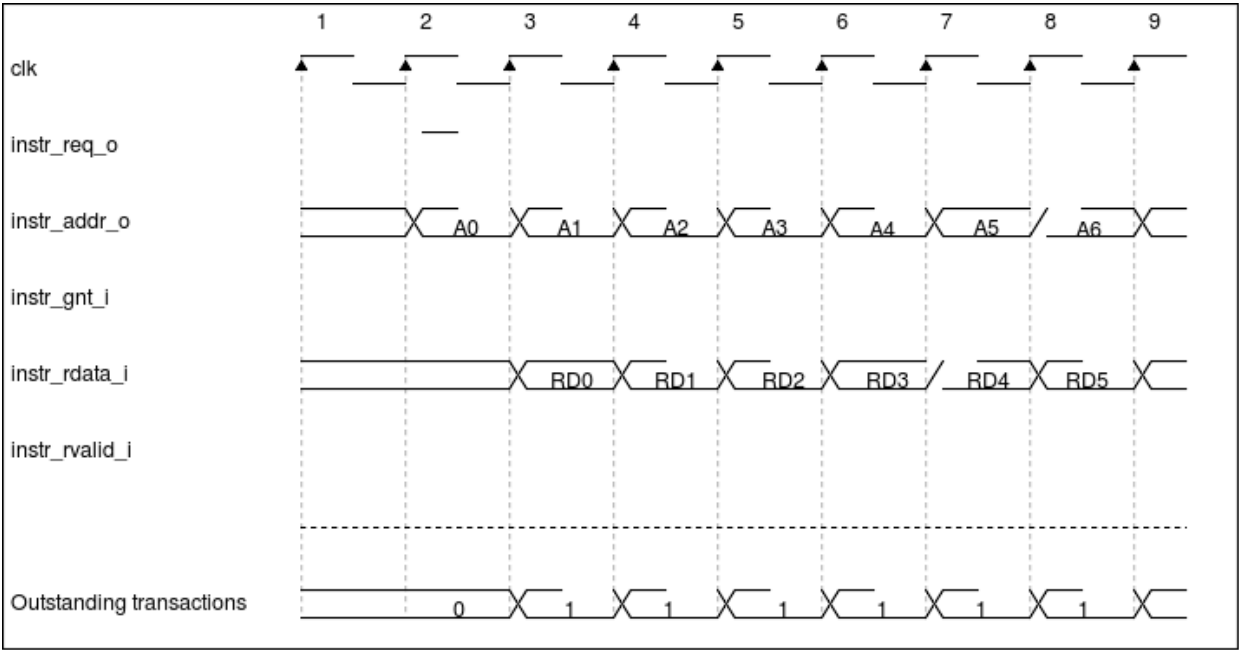 1 2 3 4 5 6 7 8 9
clk
instr_req_o
instr_addr_o A0 A1 A2 A3 A4 A5 A6
instr_gnt_i
instr_rdata_i RD0 RD1 RD2 RD3 RD4 RD5
instr_rvalid_i
Outstanding transactions 0 1 1 1 1 1 1